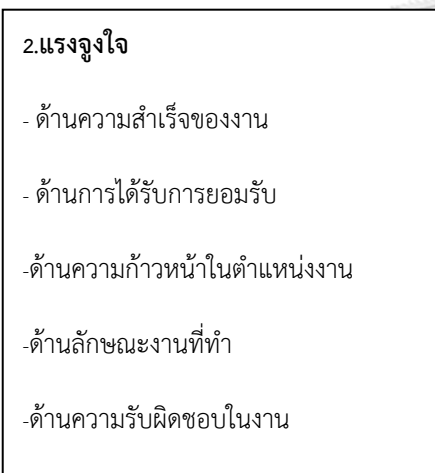 2.แรงจูงใจ
- ด้านความสำเร็จของงาน
- ด้านการได้รับการยอมรับ
-ด้านความก้าวหน้าในตำแหน่งงาน
-ด้านลักษณะงานที่ทำ
-ด้านความรับผิดชอบในงาน